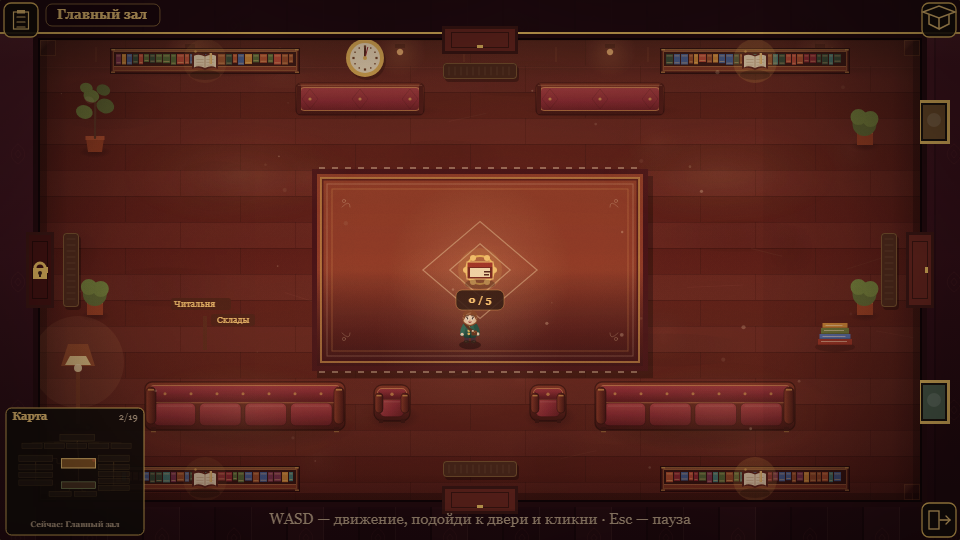 Главный зал
0 / 5
Читальня
Склады
Карта
2/19
Сейчас: Главный зал
WASD — движение, подойди к двери и кликни · Esc — пауза